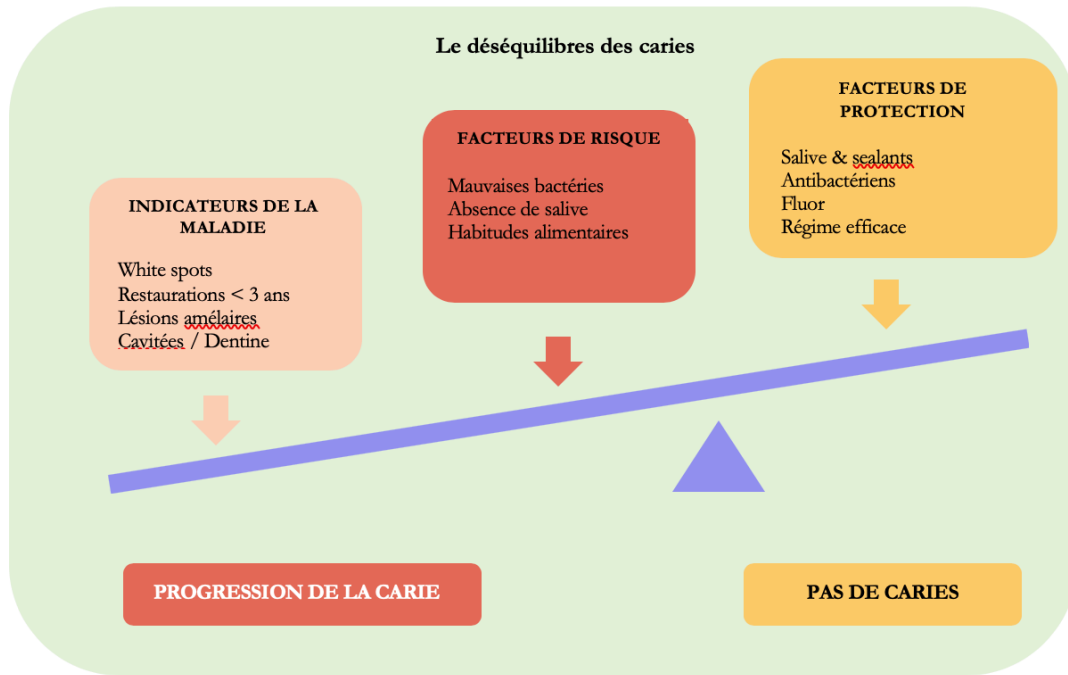 Le déséquilibres des caries
INDICATEURS DE LA
MALADIE
White spots
Restaurations < 3 ans
Lésions amélaires
Cavitées / Dentine
FACTEURS DE RISQUE
Mauvaises bactéries
Absence de salive
Habitudes alimentaires
FACTEURS DE
PROTECTION
Salive & sealants
Antibactériens
Fluor
Régime efficace
PROGRESSION DE LA CARIE
PAS DE CARIES